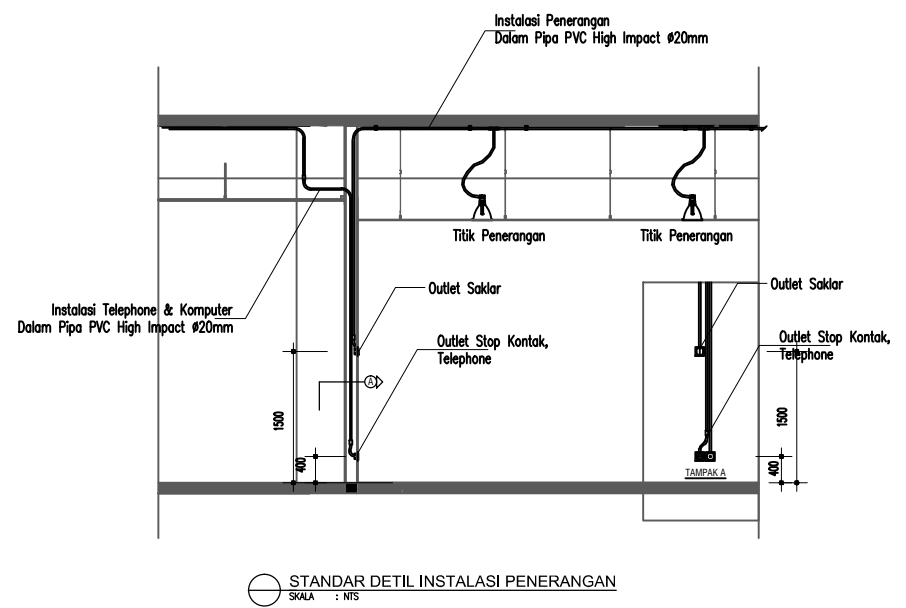 Instalasi Penerangan
Dalam Pipa PVC High Impact Ø20mm
Titik Penerangan
Titik Penerangan
Instalasi Telephone & Komputer
Dalam Pipa PVC High Impact Ø20mm
Outlet Saklar
Outlet Saklar
Outlet Stop Kontak,
Telephone
Outlet Stop Kontak,
Telephone
A
1500
400
1500
400
TAMPAK A
STANDAR DETIL INSTALASI PENERANGAN
SKALA : NTS